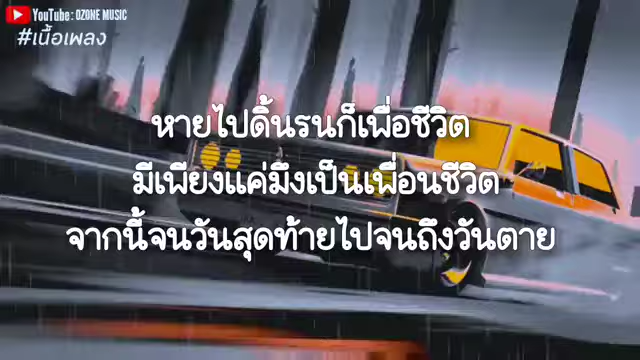 YouTube: OZONE MUSIC
#เนื้อเพลง
หายไปดิ้นรนก็เพื่อชีวิต
มีเพียงแค่มึงเป็นเพื่อนชีวิต
จากนี้จนวันสุดท้ายไปจนถึงวันตาย